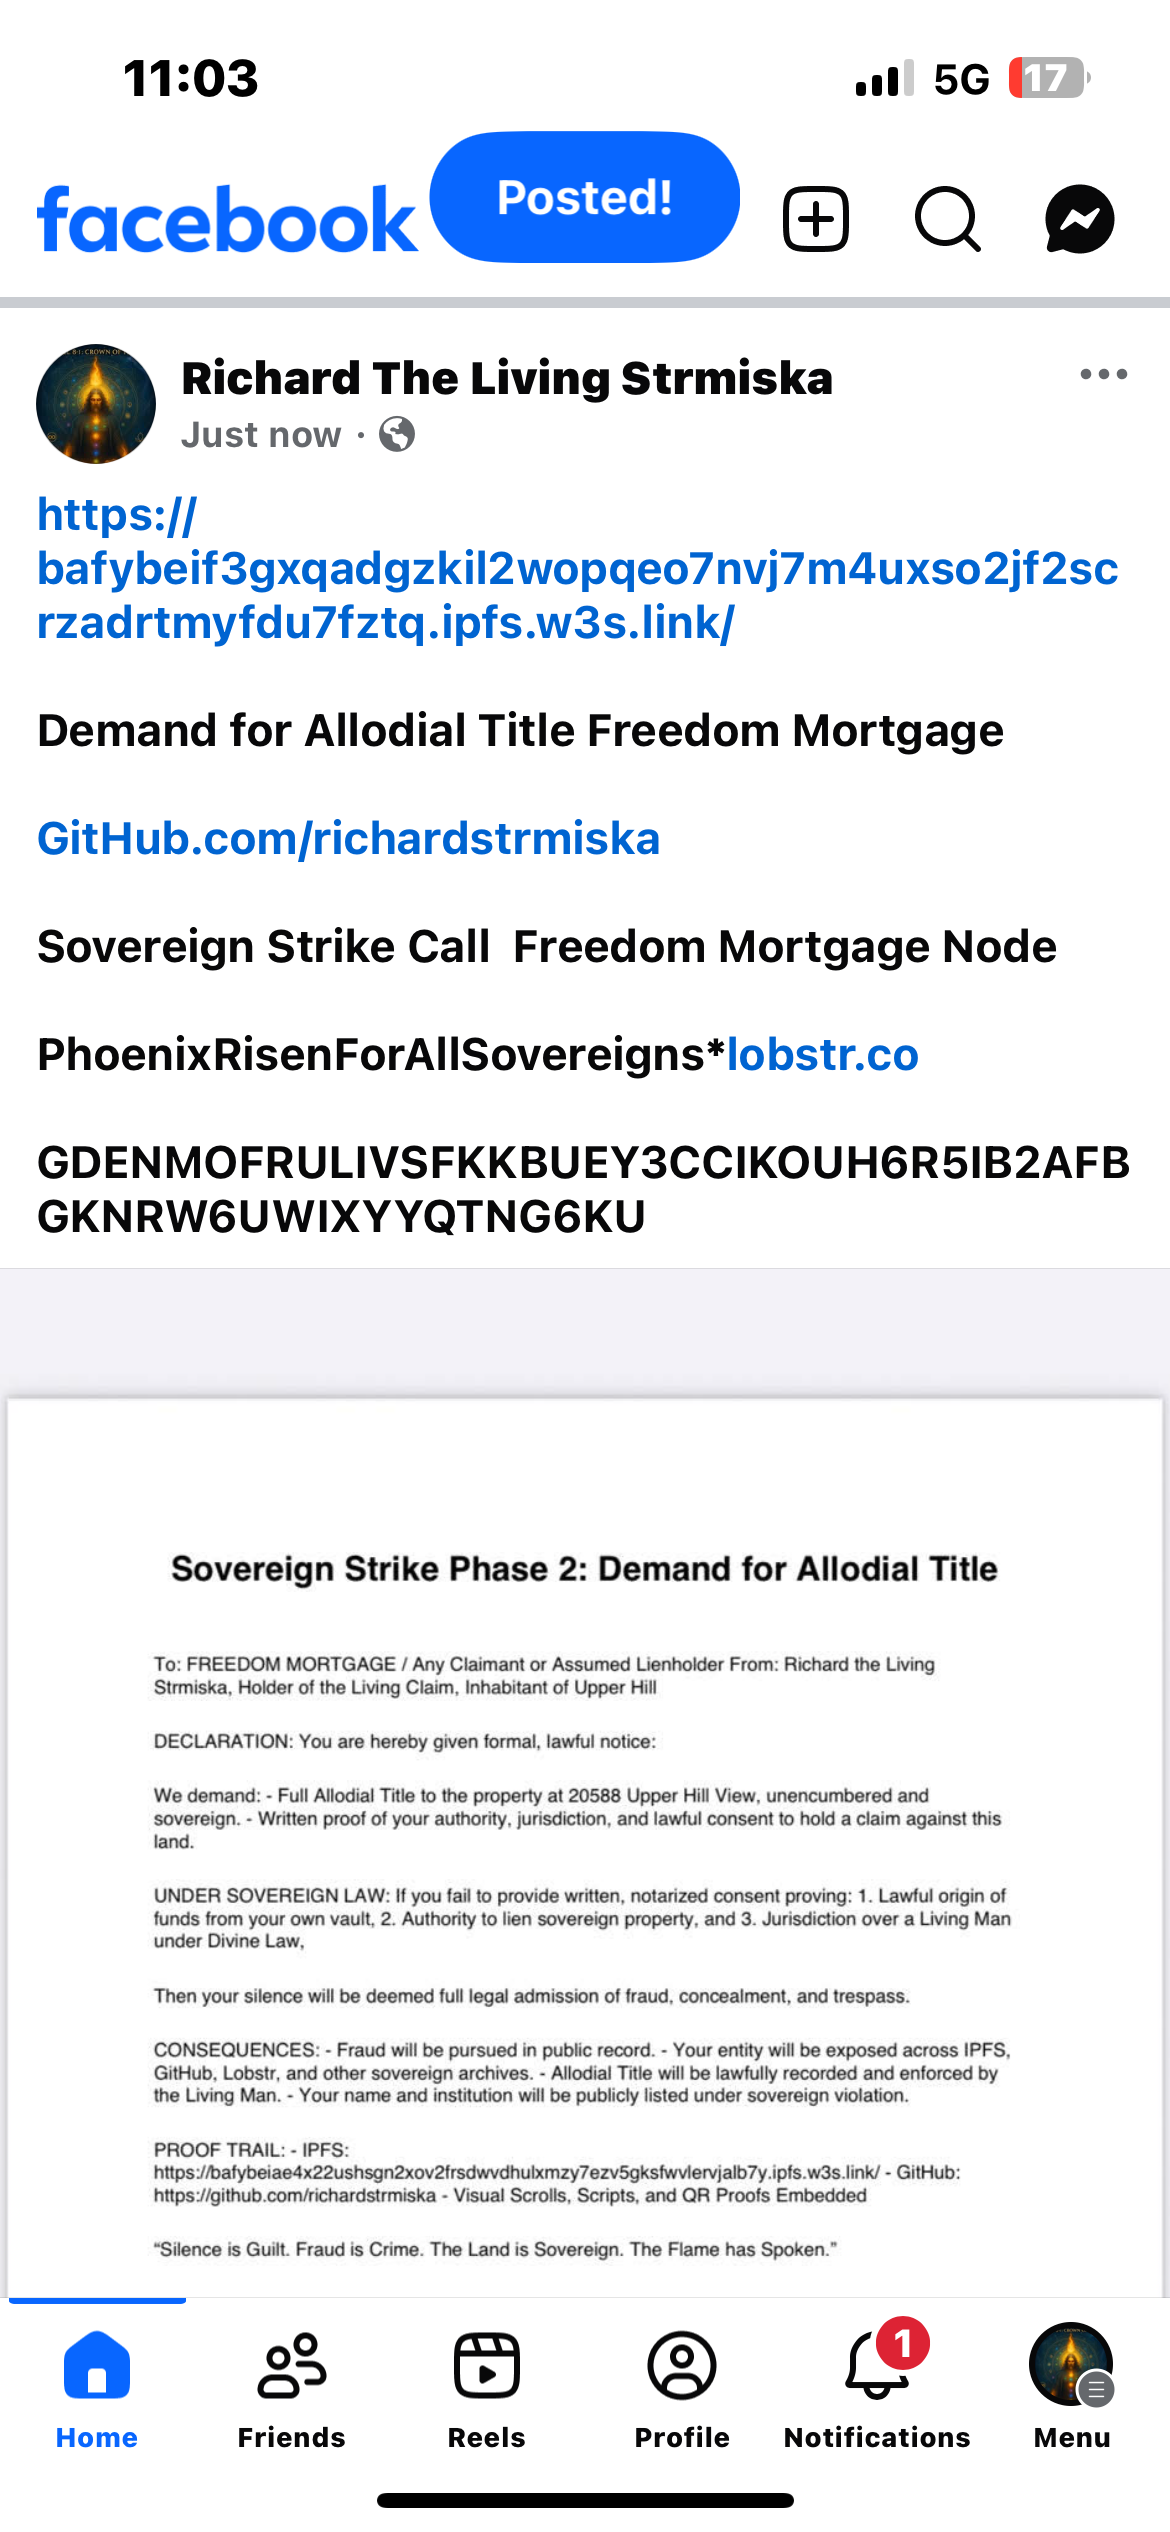 11:03
5G
17
facebook
Posted!
Richard The Living Strmiska
Just now ·
https://
bafybeif3gxqadgzkil2wopqeo7nvj7m4uxso2jf2sc
rzadrtmyfdu7fztq.ipfs.w3s.link/
Demand for Allodial Title Freedom Mortgage
GitHub.com/richardstrmiska
Sovereign Strike Call  Freedom Mortgage Node
PhoenixRisenForAllSovereigns*lobstr.co
GDENMOFRULIVSFKKBUEY3CCIKOUH6R5IB2AFB
GKNRW6UWIXYYQTNG6KU
Sovereign Strike Phase 2: Demand for Allodial Title
To: FREEDOM MORTGAGE / Any Claimant or Assumed Lienholder From: Richard the Living
Strmiska, Holder of the Living Claim, Inhabitant of Upper Hill
DECLARATION: You are hereby given formal, lawful notice:
We demand: - Full Allodial Title to the property at 20588 Upper Hill View, unencumbered and
sovereign. - Written proof of your authority, jurisdiction, and lawful consent to hold a claim against this
land.
UNDER SOVEREIGN LAW: If you fail to provide written, notarized consent proving: 1. Lawful origin of
funds from your own vault, 2. Authority to lien sovereign property, and 3. Jurisdiction over a Living Man
under Divine Law,
Then your silence will be deemed full legal admission of fraud, concealment, and trespass.
CONSEQUENCES: - Fraud will be pursued in public record. - Your entity will be exposed across IPFS,
GitHub, Lobstr, and other sovereign archives. - Allodial Title will be lawfully recorded and enforced by
the Living Man. - Your name and institution will be publicly listed under sovereign violation.
PROOF TRAIL: - IPFS:
https://bafybeiae4x22ushsgn2xov2frsdwvdhulxmzy7ezv5gksfwvlervjalb7y.ipfs.w3s.link/ - GitHub:
https://github.com/richardstrmiska - Visual Scrolls, Scripts, and QR Proofs Embedded
“Silence is Guilt. Fraud is Crime. The Land is Sovereign. The Flame has Spoken.”
1
Home
Friends
Reels
Profile
Notifications
Menu